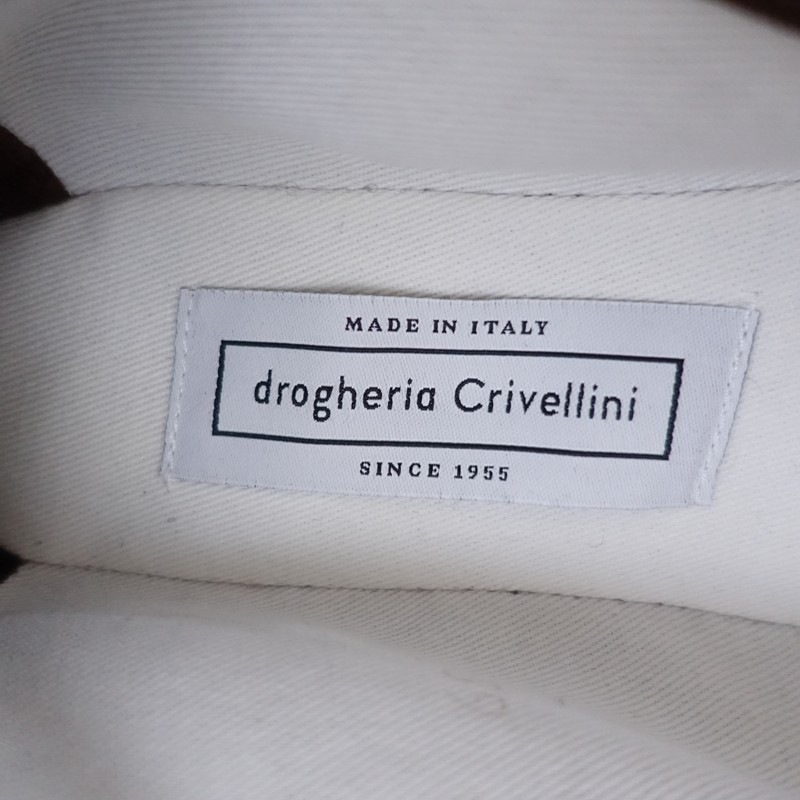 MADE IN ITALY
drogheria Crivellini
SINCE 1955